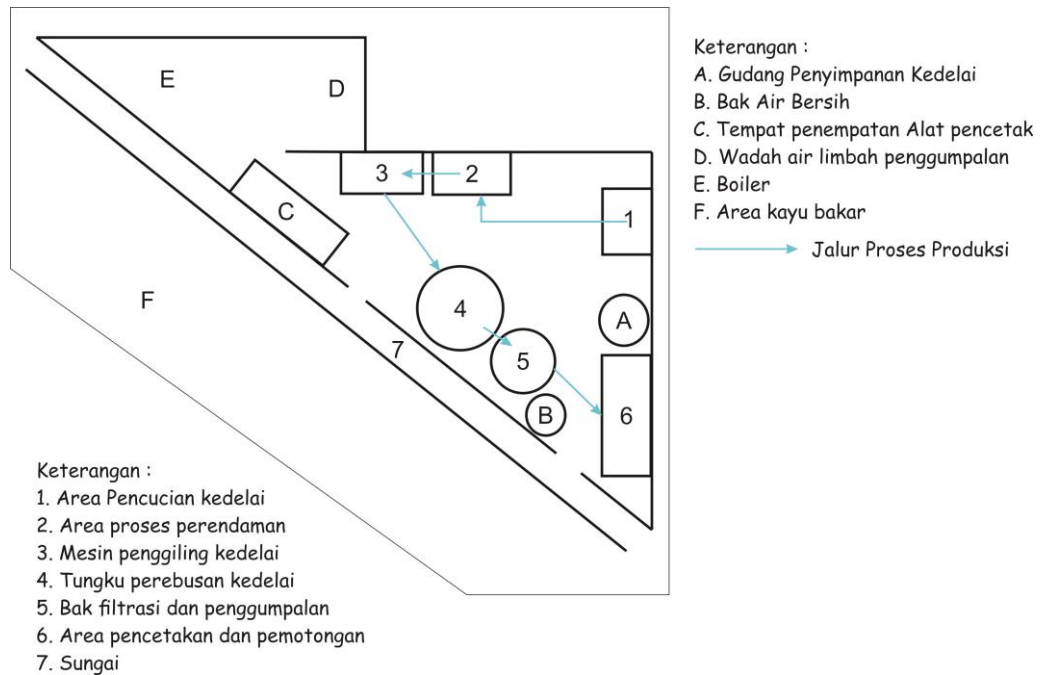 E
D
3
2
1
C
4
A
F
7
5
B
6
Keterangan :
A. Gudang Penyimpanan Kedelai
B. Bak Air Bersih
C. Tempat penempatan Alat pencetak
D. Wadah air limbah penggumpalan
E. Boiler
F. Area kayu bakar
Jalur Proses Produksi
Keterangan :
1. Area Pencucian kedelai
2. Area proses perendaman
3. Mesin penggiling kedelai
4. Tungku perebusan kedelai
5. Bak filtrasi dan penggumpalan
6. Area pencetakan dan pemotongan
7. Sungai